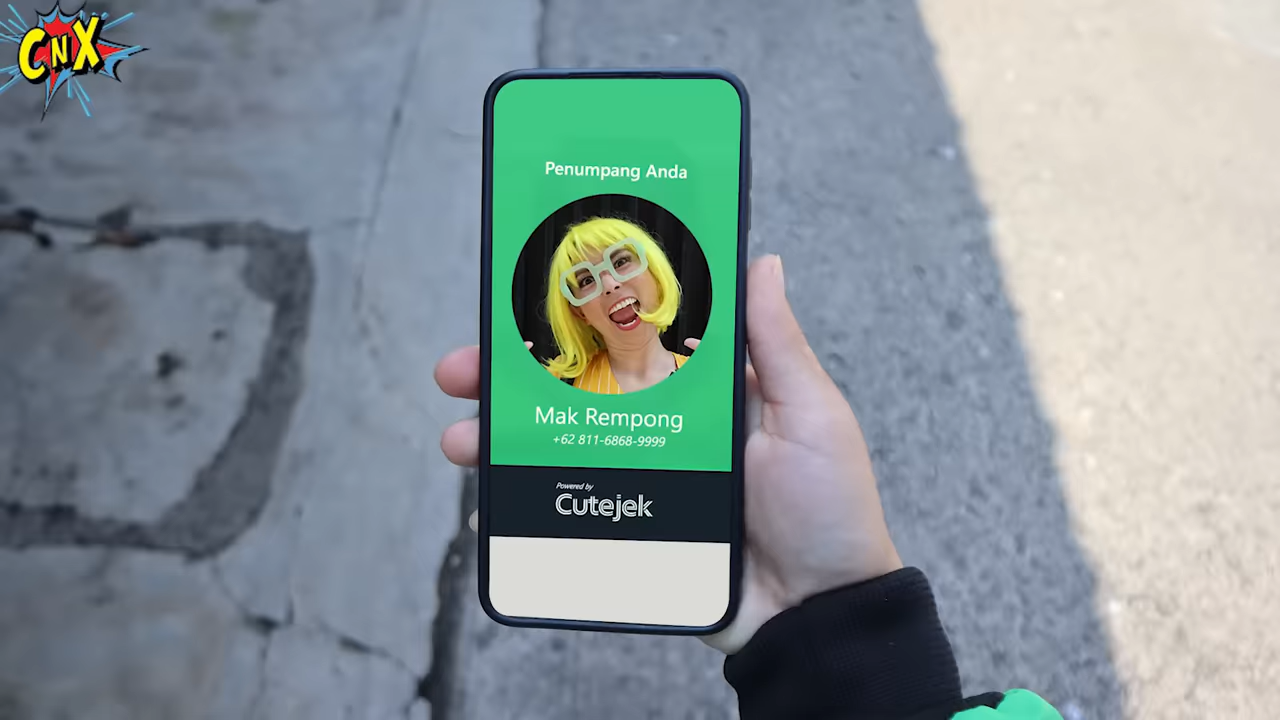 CNX
Penumpang Anda
Mak Rempong
+62 811-6868-9999
Powered by
Cutejek